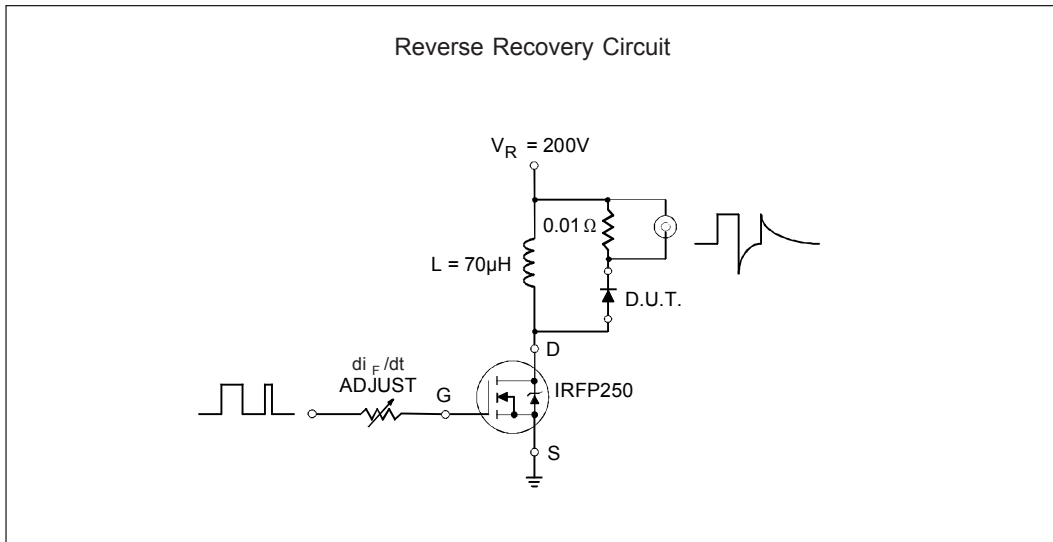 Reverse Recovery Circuit
V_R = 200V
0.01 Ω
L = 70µH
D.U.T.
di_F/dt
ADJUST
G
D
IRFP250
S